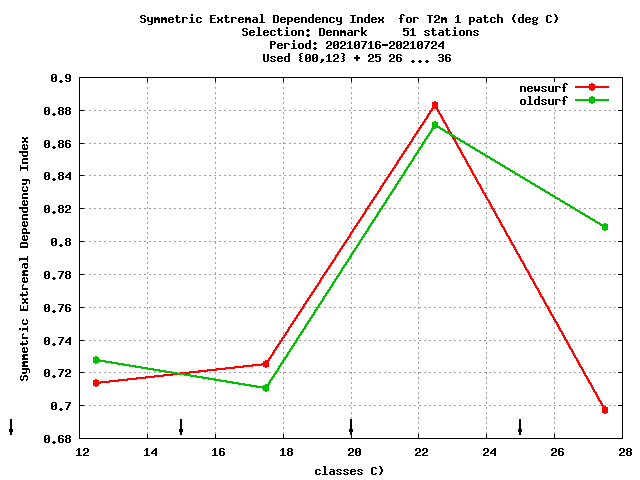 Symmetric Extremal Dependency Index  for T2m 1 patch (deg C)
Selection: Denmark     51 stations
Period: 20210716-20210724
Used {00,12} + 25 26 ... 36
newsurf
oldsurf
Symmetric Extremal Dependency Index
0.9
0.88
0.86
0.84
0.82
0.8
0.78
0.76
0.74
0.72
0.7
0.68
12 14 16 18 20 22 24 26 28
classes C)